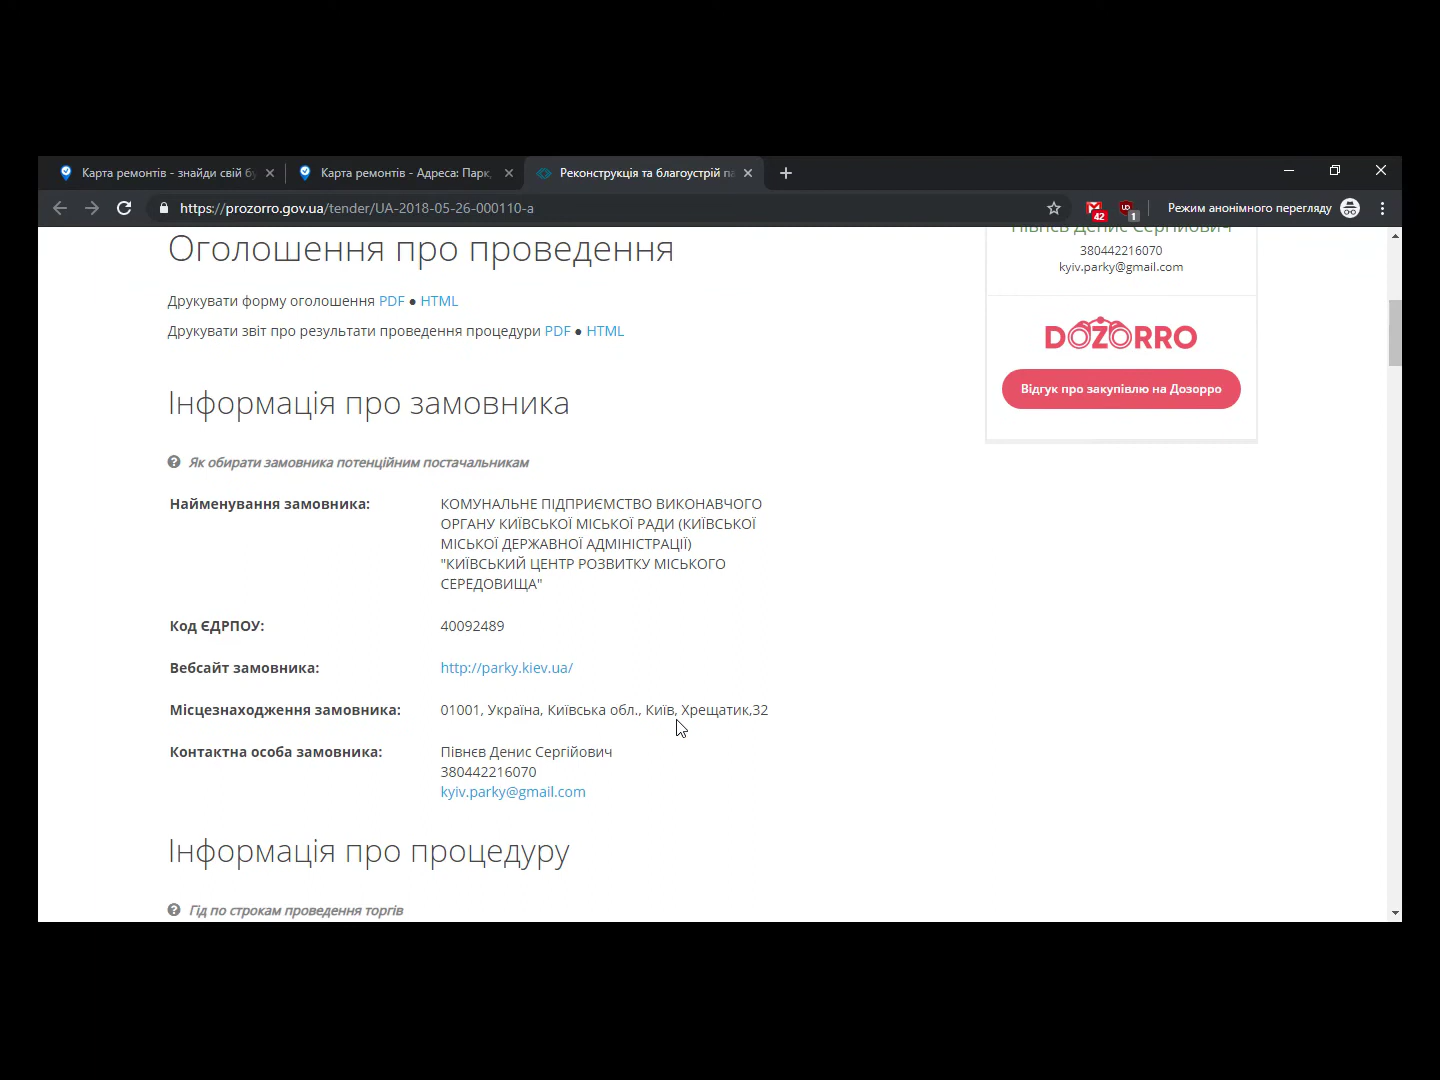 Карта ремонтів - знайди свій бу
Карта ремонтів - Адреса: Парк,
Реконструкція та благоустрій па
https://prozorro.gov.ua/tender/UA-2018-05-26-000110-a
42
UD
1
Режим анонімного перегляду
Оголошення про проведення
Друкувати форму оголошення PDF ● HTML
Друкувати звіт про результати проведення процедури PDF ● HTML
Півнєв Денис Сергійович
380442216070
kyiv.parky@gmail.com
DOZORRO
Відгук про закупівлю на Дозорро
Інформація про замовника
Як обирати замовника потенційним постачальникам
Найменування замовника:
КОМУНАЛЬНЕ ПІДПРИЄМСТВО ВИКОНАВЧОГО
ОРГАНУ КИЇВСЬКОЇ МІСЬКОЇ РАДИ (КИЇВСЬКОЇ
МІСЬКОЇ ДЕРЖАВНОЇ АДМІНІСТРАЦІЇ)
"КИЇВСЬКИЙ ЦЕНТР РОЗВИТКУ МІСЬКОГО
СЕРЕДОВИЩА"
Код ЄДРПОУ:
40092489
Вебсайт замовника:
http://parky.kiev.ua/
Місцезнаходження замовника:
01001, Україна, Київська обл., Київ, Хрещатик,32
Контактна особа замовника:
Півнєв Денис Сергійович
380442216070
kyiv.parky@gmail.com
Інформація про процедуру
Гід по строкам проведення торгів